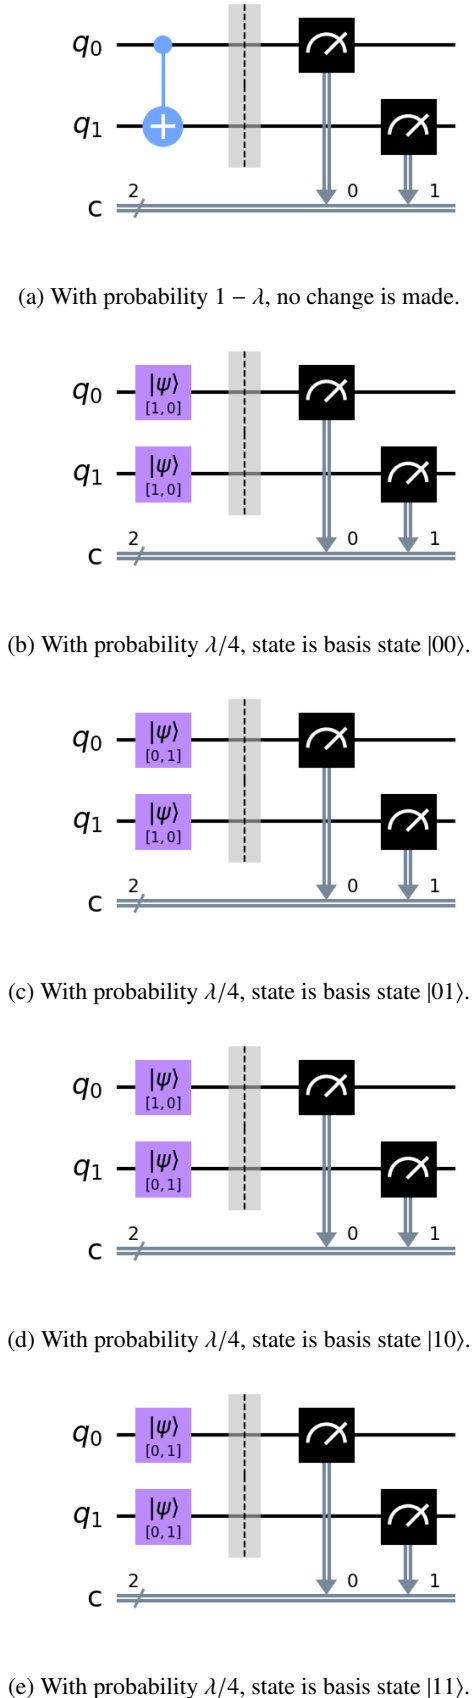 q0
q1
2
0
1
c
(a) With probability 1 − λ, no change is made.
q0
|ψ⟩
[1, 0]
q1
|ψ⟩
[1, 0]
2
0
1
c
(b) With probability λ/4, state is basis state |00⟩.
q0
|ψ⟩
[0, 1]
q1
|ψ⟩
[1, 0]
2
0
1
c
(c) With probability λ/4, state is basis state |01⟩.
q0
|ψ⟩
[1, 0]
q1
|ψ⟩
[0, 1]
2
0
1
c
(d) With probability λ/4, state is basis state |10⟩.
q0
|ψ⟩
[0, 1]
q1
|ψ⟩
[0, 1]
2
0
1
c
(e) With probability λ/4, state is basis state |11⟩.